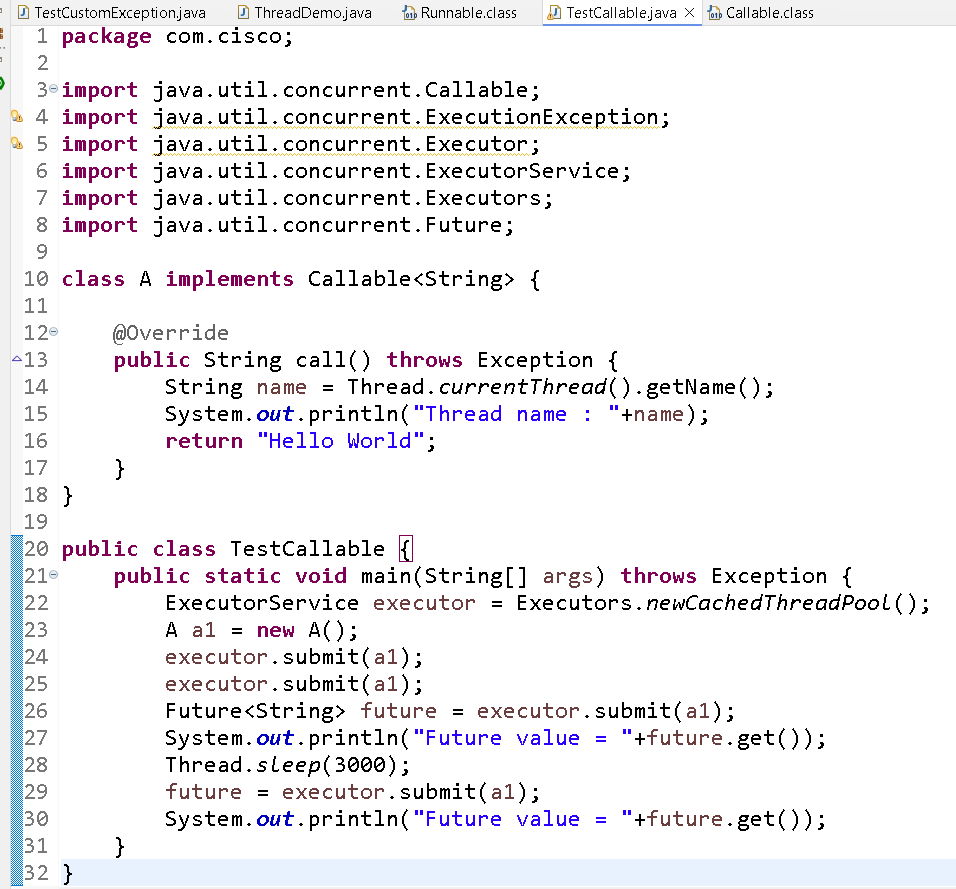 TestCustomException.java ThreadDemo.java Runnable.class TestCallable.java Callable.class
1 package com.cisco;
2
3 import java.util.concurrent.Callable;
4 import java.util.concurrent.ExecutionException;
5 import java.util.concurrent.Executor;
6 import java.util.concurrent.ExecutorService;
7 import java.util.concurrent.Executors;
8 import java.util.concurrent.Future;
9
10 class A implements Callable<String> {
11
12     @Override
13     public String call() throws Exception {
14         String name = Thread.currentThread().getName();
15         System.out.println("Thread name : "+name);
16         return "Hello World";
17     }
18 }
19
20 public class TestCallable {
21     public static void main(String[] args) throws Exception {
22         ExecutorService executor = Executors.newCachedThreadPool();
23         A a1 = new A();
24         executor.submit(a1);
25         executor.submit(a1);
26         Future<String> future = executor.submit(a1);
27         System.out.println("Future value = "+future.get());
28         Thread.sleep(3000);
29         future = executor.submit(a1);
30         System.out.println("Future value = "+future.get());
31     }
32 }